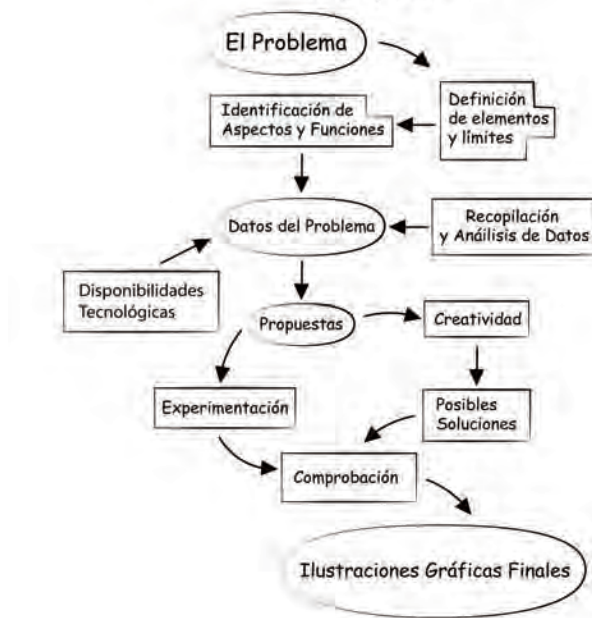 El Problema
Definición
de elementos
y límites
Identificación de
Aspectos y Funciones
Datos del Problema
Recopilación
y Anáilisis de Datos
Disponibilidades
Tecnológicas
Propuestas
Creatividad
Experimentación
Posibles
Soluciones
Comprobación
Ilustraciones Gráficas Finales